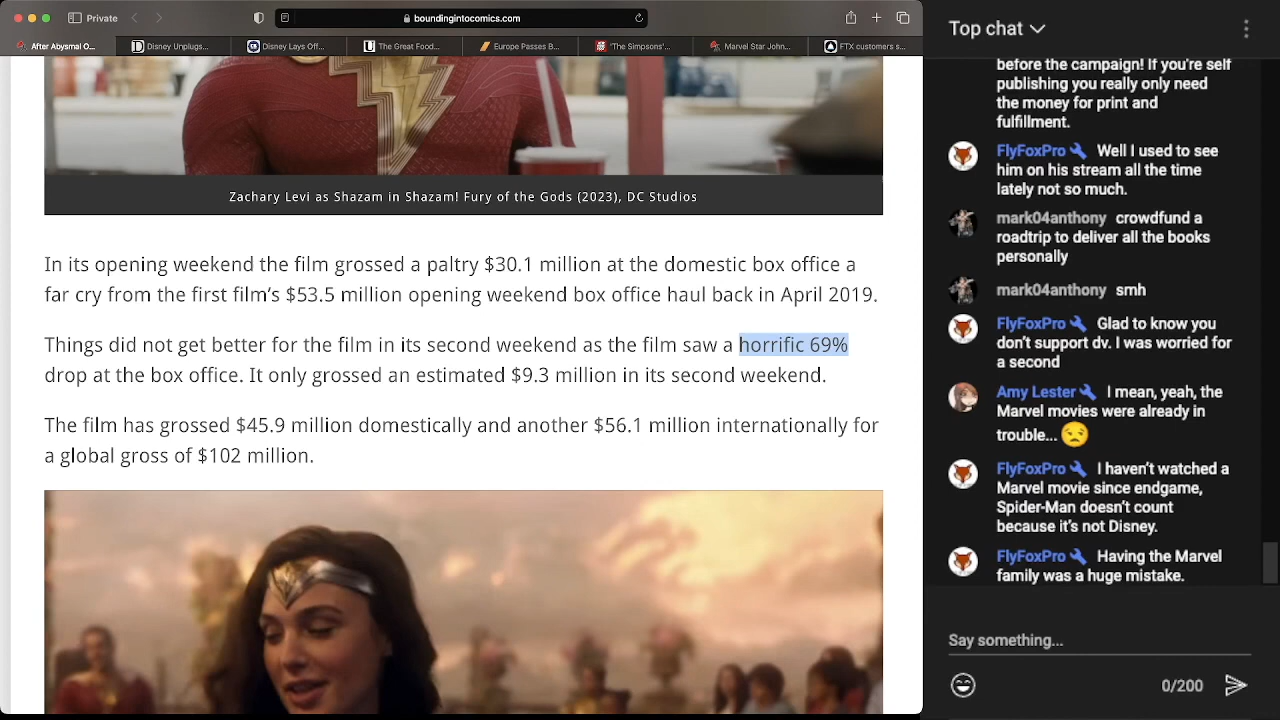 Private
boundingintocomics.com
After Abysmal O...
Disney Unplugs...
Disney Lays Off...
The Great Food...
Europe Passes B...
'The Simpsons'...
Marvel Star John...
FTX customers s...
Zachary Levi as Shazam in Shazam! Fury of the Gods (2023), DC Studios
In its opening weekend the film grossed a paltry $30.1 million at the domestic box office a
far cry from the first film’s $53.5 million opening weekend box office haul back in April 2019.
Things did not get better for the film in its second weekend as the film saw a horrific 69%
drop at the box office. It only grossed an estimated $9.3 million in its second weekend.
The film has grossed $45.9 million domestically and another $56.1 million internationally for
a global gross of $102 million.
Top chat
before the campaign! If you're self
publishing you really only need
the money for print and
fulfillment.
FlyFoxPro Well I used to see
him on his stream all the time
lately not so much.
mark04anthony crowdfund a
roadtrip to deliver all the books
personally
mark04anthony smh
FlyFoxPro Glad to know you
don’t support dv. I was worried for
a second
Amy Lester I mean, yeah, the
Marvel movies were already in
trouble...
FlyFoxPro I haven’t watched a
Marvel movie since endgame,
Spider-Man doesn’t count
because it’s not Disney.
FlyFoxPro Having the Marvel
family was a huge mistake.
Say something...
0/200